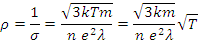 ρ = 1/σ = √(3kTm)/(n e²λ) = √(3km)/(n e²λ) √T